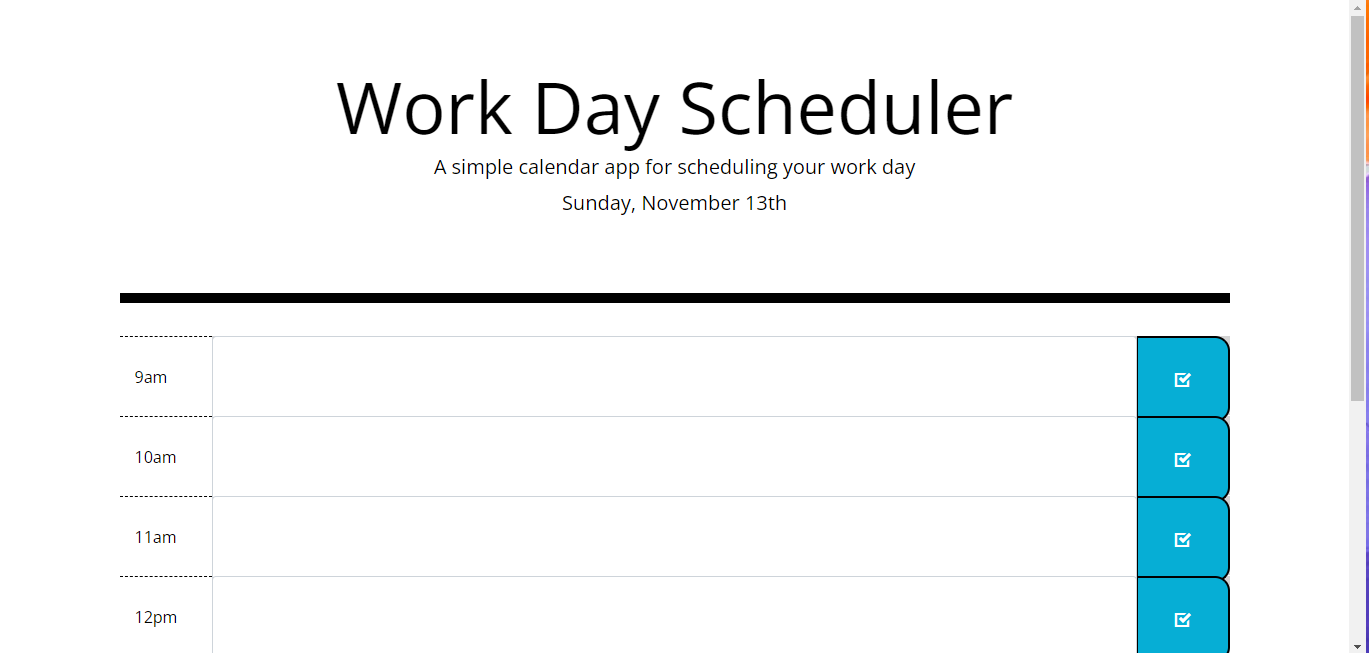 Work Day Scheduler
A simple calendar app for scheduling your work day
Sunday, November 13th
9am
10am
11am
12pm